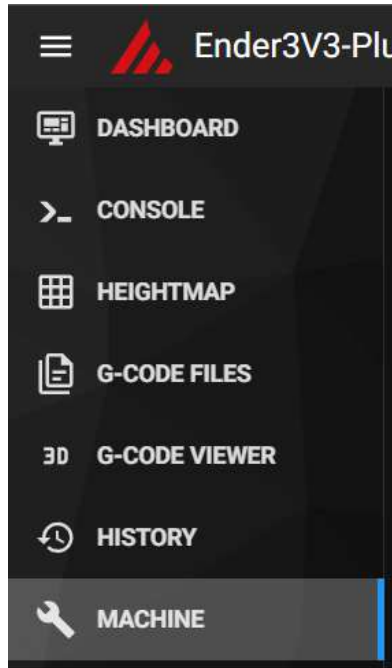 Ender3V3-Plu
DASHBOARD
CONSOLE
HEIGHTMAP
G-CODE FILES
3D G-CODE VIEWER
HISTORY
MACHINE